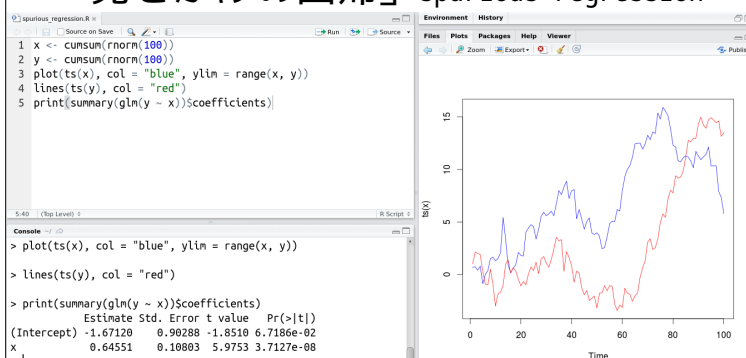 見せかけの回帰」spurious regression
spurious_regression.R ×
Source on Save
Run
Source
1 x <- cumsum(rnorm(100))
2 y <- cumsum(rnorm(100))
3 plot(ts(x), col = "blue", ylim = range(x, y))
4 lines(ts(y), col = "red")
5 print(summary(glm(y ~ x))$coefficients)
5:40 (Top Level) R Script
Console ~/
> plot(ts(x), col = "blue", ylim = range(x, y))
> lines(ts(y), col = "red")
> print(summary(glm(y ~ x))$coefficients)
Estimate Std. Error t value Pr(>|t|)
(Intercept) -1.67120 0.90288 -1.8510 6.7186e-02
x 0.64551 0.10803 5.9753 3.7127e-08
Environment History
Files Plots Packages Help Viewer
Zoom Export Publi
ts(x)
15
10
5
0
0 20 40 60 80 100
Time